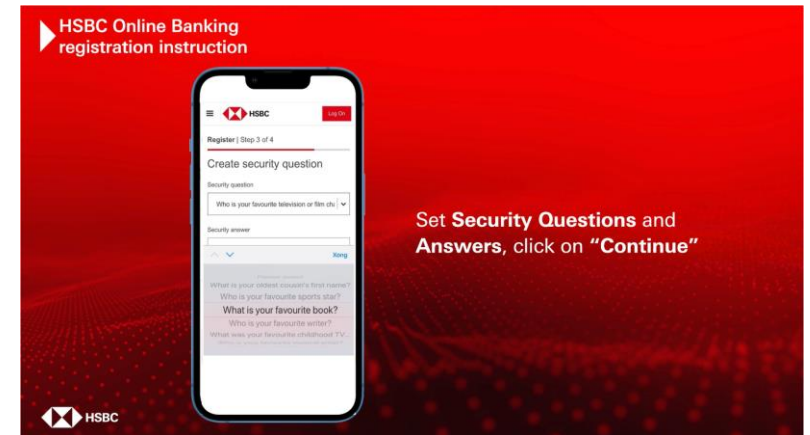 HSBC Online Banking
registration instruction
HSBC
Log On
Register | Step 3 of 4
Create security question
Security question
Who is your favourite television or film cha
Security answer
Xong
What is your oldest cousin's first name?
Who is your favourite sports star?
What is your favourite book?
Who is your favourite writer?
What was your favourite childhood TV...
Set Security Questions and
Answers, click on "Continue"
HSBC